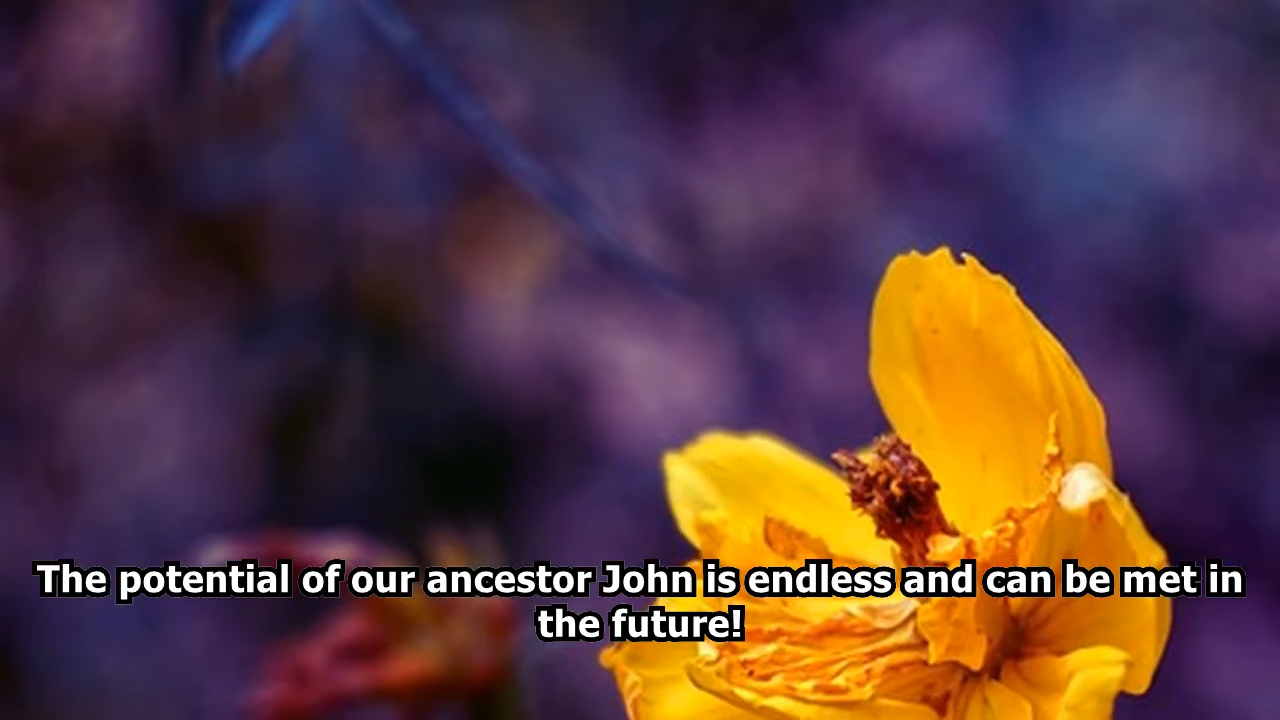 The potential of our ancestor John is endless and can be met in
the future!